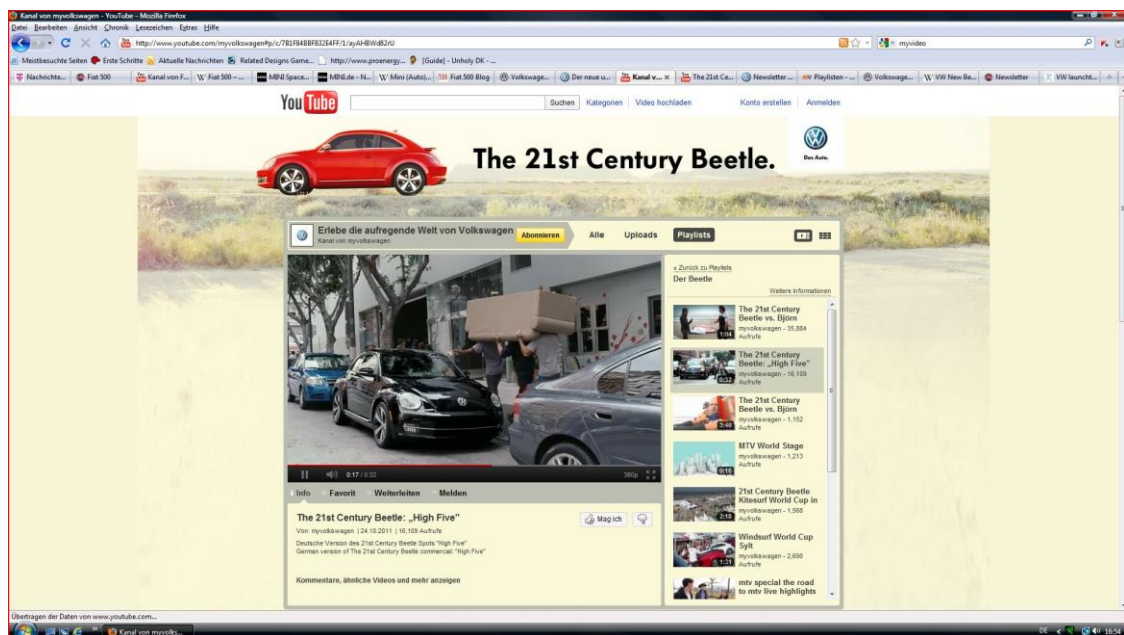 Kanal von myvolkswagen - YouTube - Mozilla Firefox
Datei Bearbeiten Ansicht Chronik Lesezeichen Extras Hilfe
http://www.youtube.com/myvolkswagen#p/c/7B1FB4BBF832E4FF/1/ayAHBWdB2rU
myvideo
Meistbesuchte Seiten Erste Schritte Aktuelle Nachrichten Related Designs Game... http://www.proenergy... [Guide] - Unholy DK - ...
Nachrichte... Fiat 500 Kanal von F... Fiat 500 – ... MINI Space... MINI.de - N... Mini (Auto)... Fiat 500 Blog Volkswage... Der neue u... Kanal v... The 21st Ce... Newsletter ... Playlisten - ... Volkswage... VW New Be... Newsletter VW launcht...
You Tube
Suchen Kategorien Video hochladen Konto erstellen Anmelden
The 21st Century Beetle.
Das Auto.
Erlebe die aufregende Welt von Volkswagen
Kanal von myvolkswagen
Abonnieren Alle Uploads Playlists
« Zurück zu Playlists
Der Beetle
Weitere Informationen
The 21st Century
Beetle vs. Björn
myvolkswagen - 35,884
Aufrufe
1:04
The 21st Century
Beetle: „High Five"
myvolkswagen - 16,109
Aufrufe
0:32
The 21st Century
Beetle vs. Björn
myvolkswagen - 1,152
Aufrufe
3:40
MTV World Stage
myvolkswagen - 1,213
Aufrufe
0:16
21st Century Beetle
Kitesurf World Cup in
myvolkswagen - 1,988
Aufrufe
2:18
Windsurf World Cup
Sylt
myvolkswagen - 2,690
Aufrufe
1:31
mtv special the road
to mtv live highlights
0:17 / 0:32 360p
Info Favorit Weiterleiten Melden
The 21st Century Beetle: „High Five"
Von: myvolkswagen | 24.10.2011 | 16,109 Aufrufe
Mag ich
Deutsche Version des 21st Century Beetle Spots "High Five"
German version of The 21st Century Beetle commercial: "High Five"
Kommentare, ähnliche Videos und mehr anzeigen
Übertragen der Daten von www.youtube.com...
Kanal von myvolks...
DE
16:54